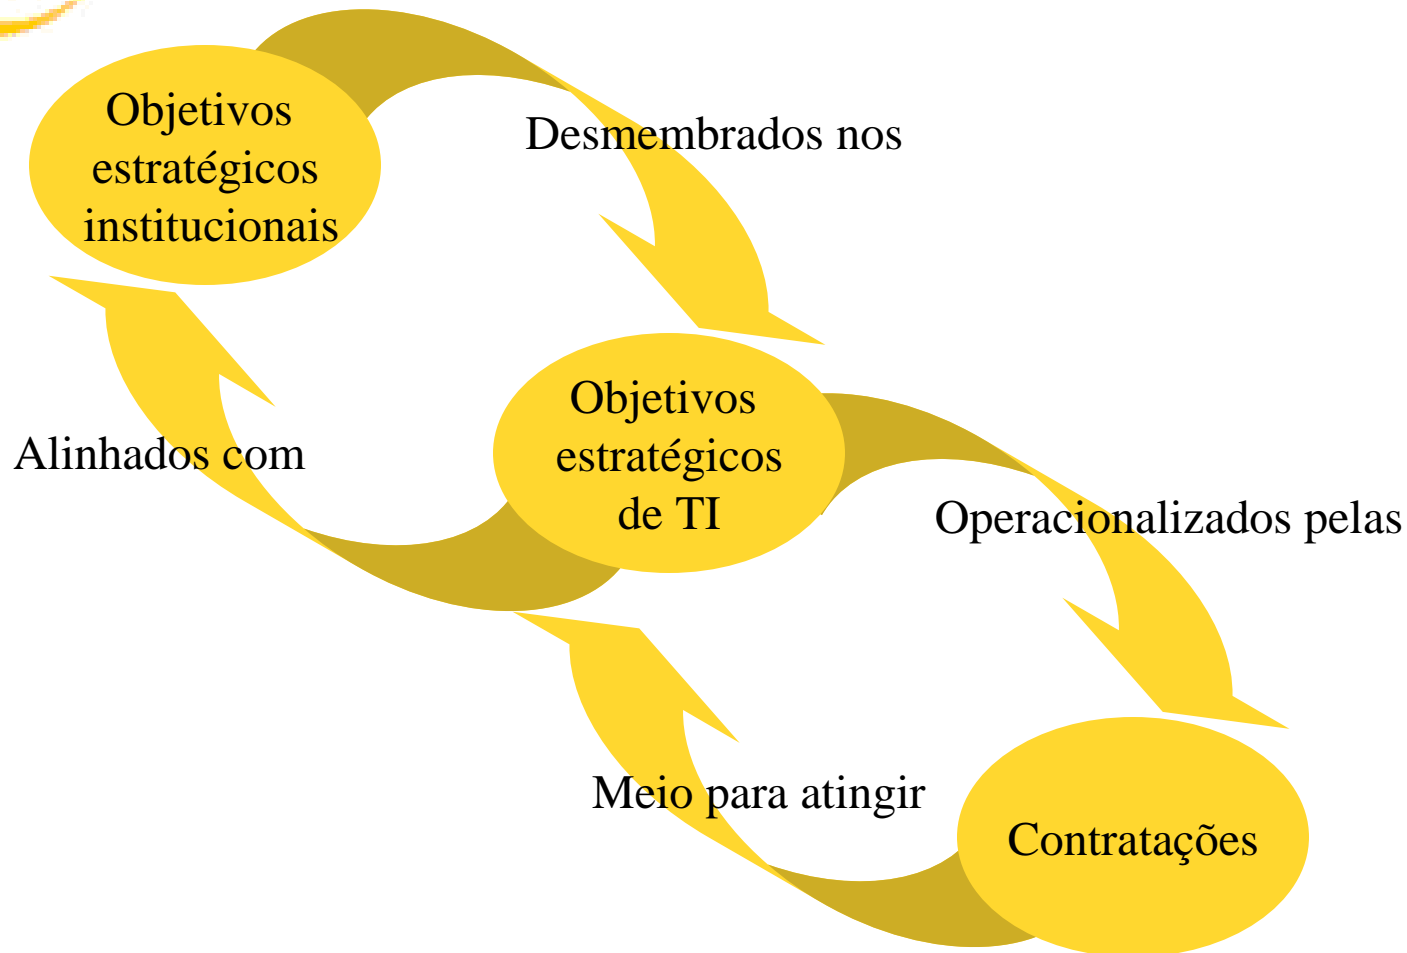 Objetivos
estratégicos
institucionais
Desmembrados nos
Alinhados com
Objetivos
estratégicos
de TI
Operacionalizados pelas
Meio para atingir
Contratações